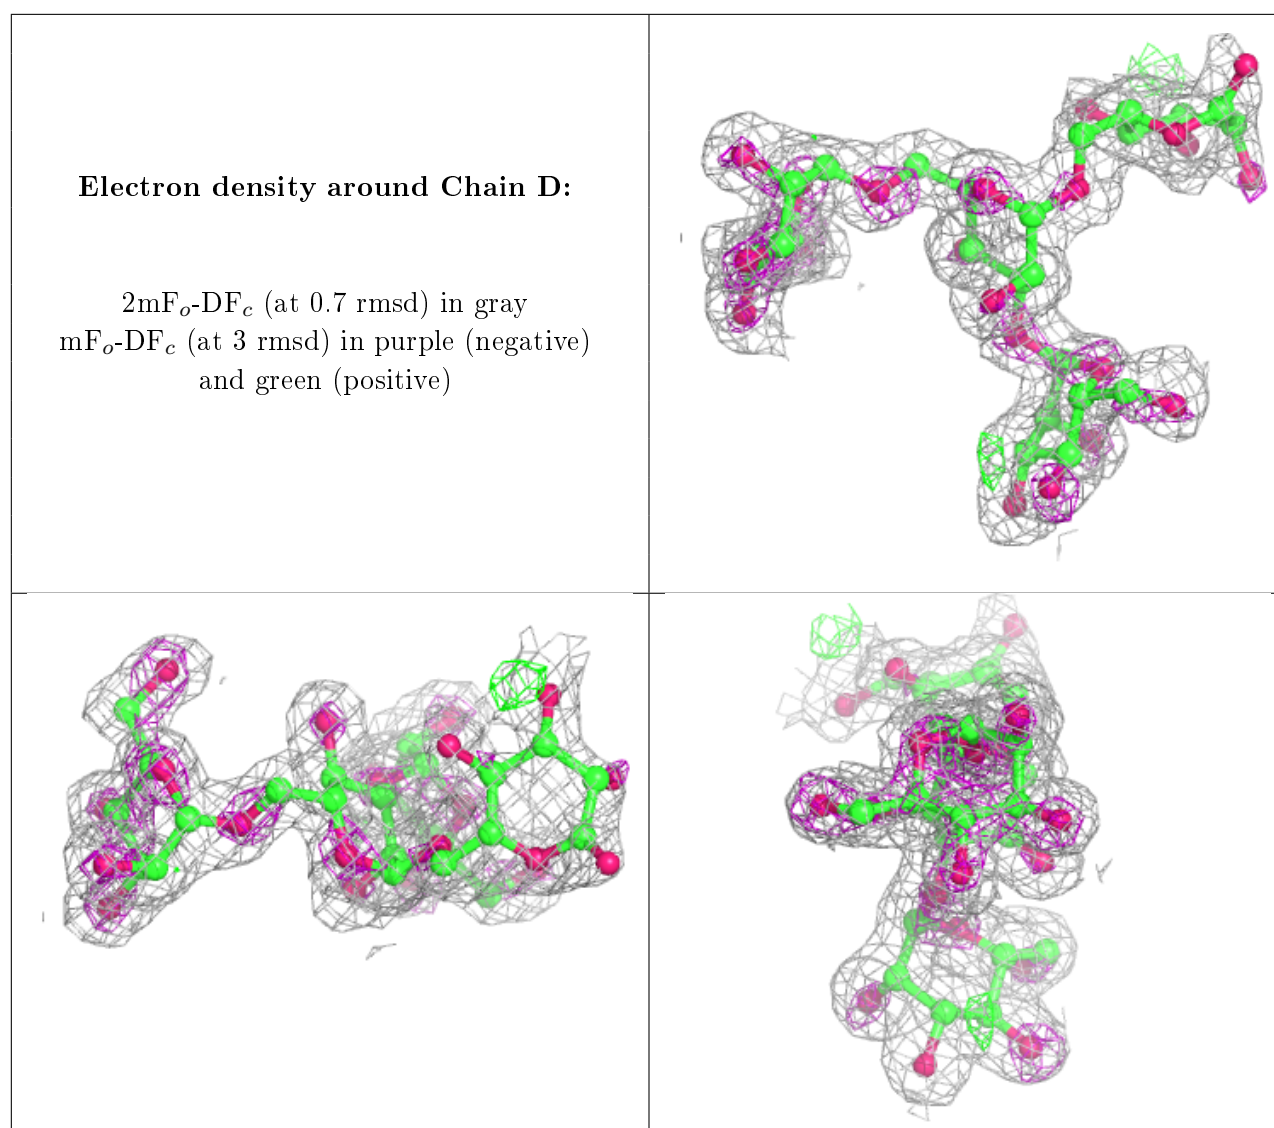 Electron density around Chain D:
2mFₒ-DF𝒸 (at 0.7 rmsd) in gray
mFₒ-DF𝒸 (at 3 rmsd) in purple (negative)
and green (positive)